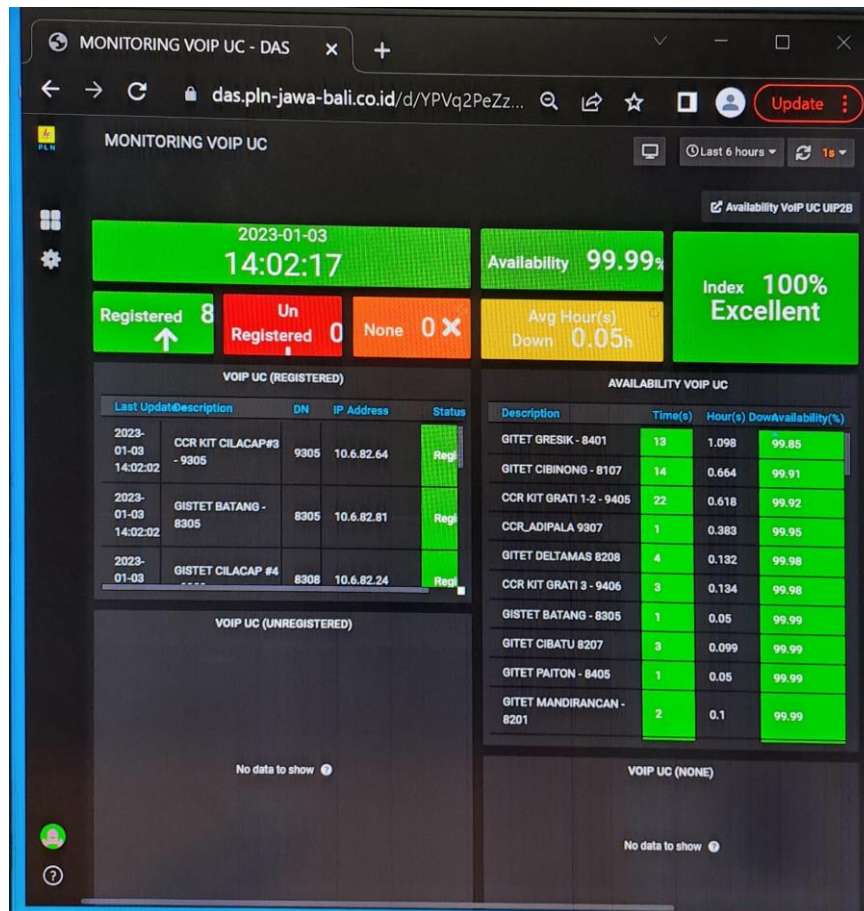 MONITORING VOIP UC - DAS
das.pln-jawa-bali.co.id/d/YPVq2PeZz...
Update
PLN
MONITORING VOIP UC
Last 6 hours
1s
Availability VoIP UC UIP2B
2023-01-03
14:02:17
Availability 99.99%
Index 100%
Excellent
Registered 8
Un
Registered 0
None 0
Avg Hour(s)
Down 0.05h
VOIP UC (REGISTERED)
Last Update Description DN IP Address Status
2023-
01-03
14:02:02
CCR KIT CILACAP#3
- 9305
9305 10.6.82.64 Regi
2023-
01-03
14:02:02
GISTET BATANG -
8305
8305 10.6.82.81 Regi
2023-
01-03
GISTET CILACAP #4
8308 10.6.82.24 Regi
VOIP UC (UNREGISTERED)
No data to show
AVAILABILITY VOIP UC
Description Time(s) Hour(s) Down Availability(%)
GITET GRESIK - 8401 13 1.098 99.85
GITET CIBINONG - 8107 14 0.664 99.91
CCR KIT GRATI 1-2 - 9405 22 0.618 99.92
CCR_ADIPALA 9307 1 0.383 99.95
GITET DELTAMAS 8208 4 0.132 99.98
CCR KIT GRATI 3 - 9406 3 0.134 99.98
GISTET BATANG - 8305 1 0.05 99.99
GITET CIBATU 8207 3 0.099 99.99
GITET PAITON - 8405 1 0.05 99.99
GITET MANDIRANCAN -
8201
2 0.1 99.99
VOIP UC (NONE)
No data to show